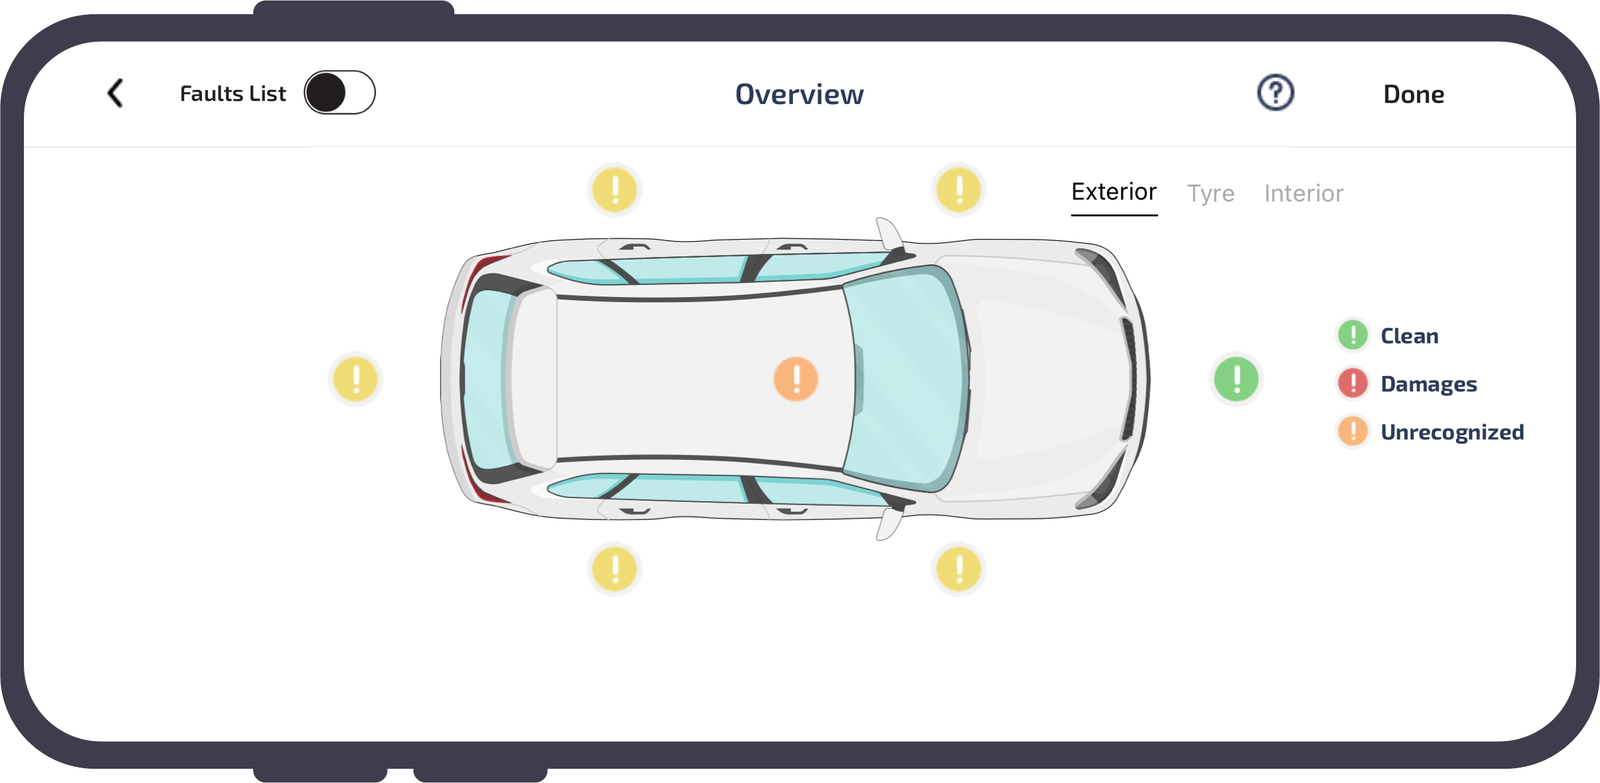 Faults List
Overview
?
Done
Exterior
Tyre
Interior
!
!
!
!
!
!
!
! Clean
! Damages
! Unrecognized